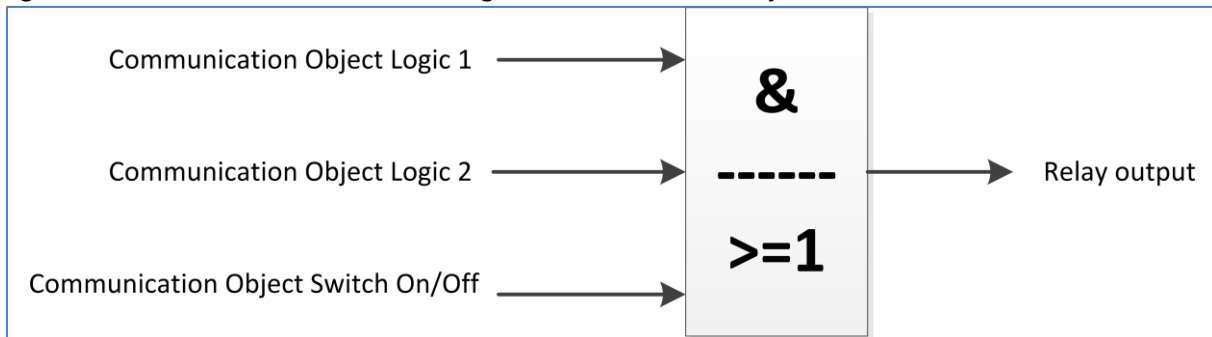 Communication Object Logic 1
&
Communication Object Logic 2
------
Relay output
>=1
Communication Object Switch On/Off